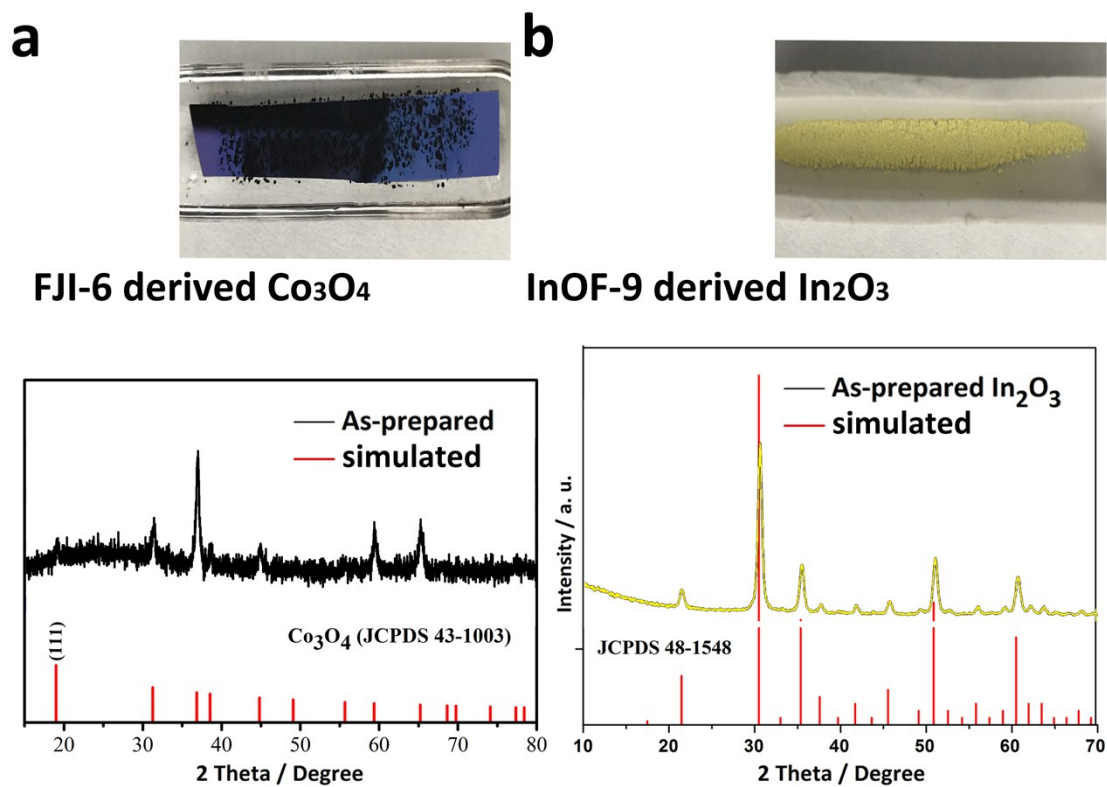 a
b
FJI-6 derived Co₃O₄
InOF-9 derived In₂O₃
As-prepared
simulated
Co₃O₄ (JCPDS 43-1003)
(111)
20 30 40 50 60 70 80
2 Theta / Degree
As-prepared In₂O₃
simulated
Intensity / a. u.
JCPDS 48-1548
10 20 30 40 50 60 70
2 Theta / Degree